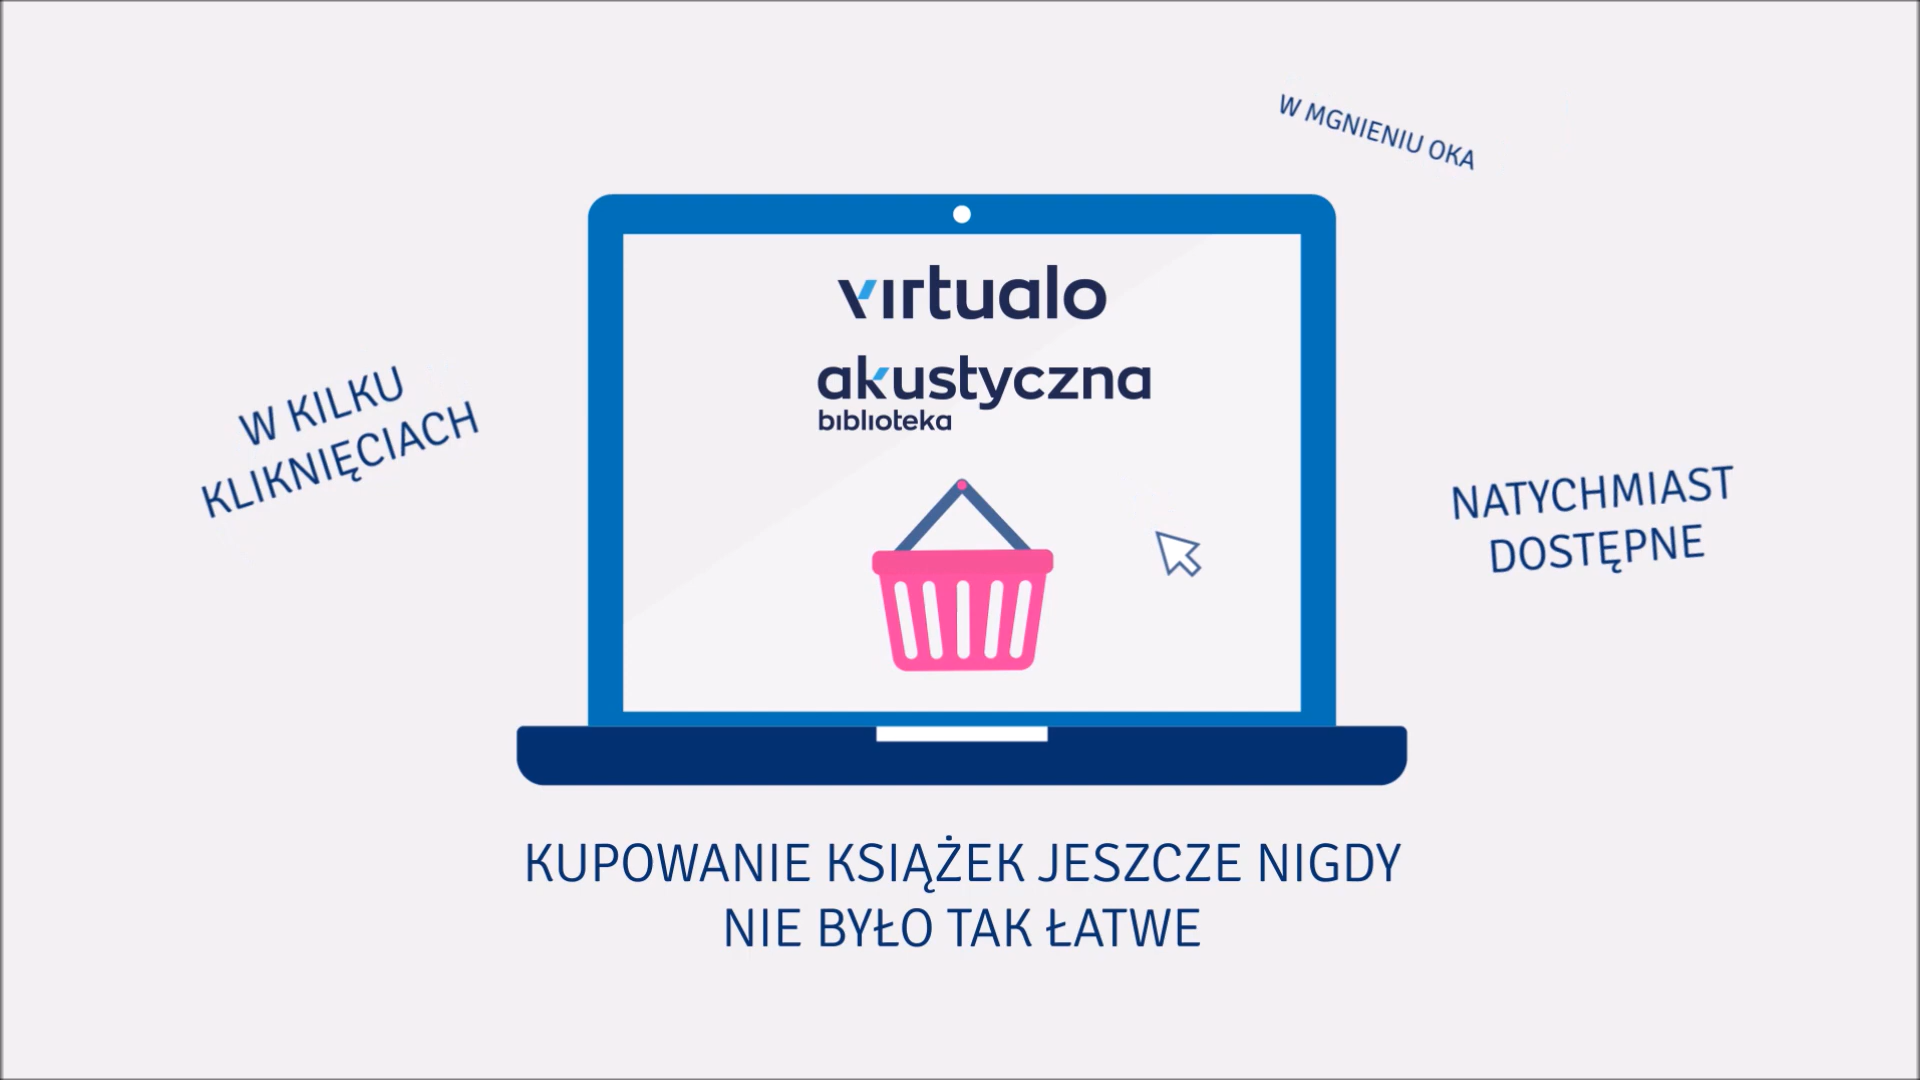 W MGNIENIU OKA
virtualo
akustyczna
biblioteka
W KILKU
KLIKNIĘCIACH
NATYCHMIAST
DOSTĘPNE
KUPOWANIE KSIĄŻEK JESZCZE NIGDY
NIE BYŁO TAK ŁATWE